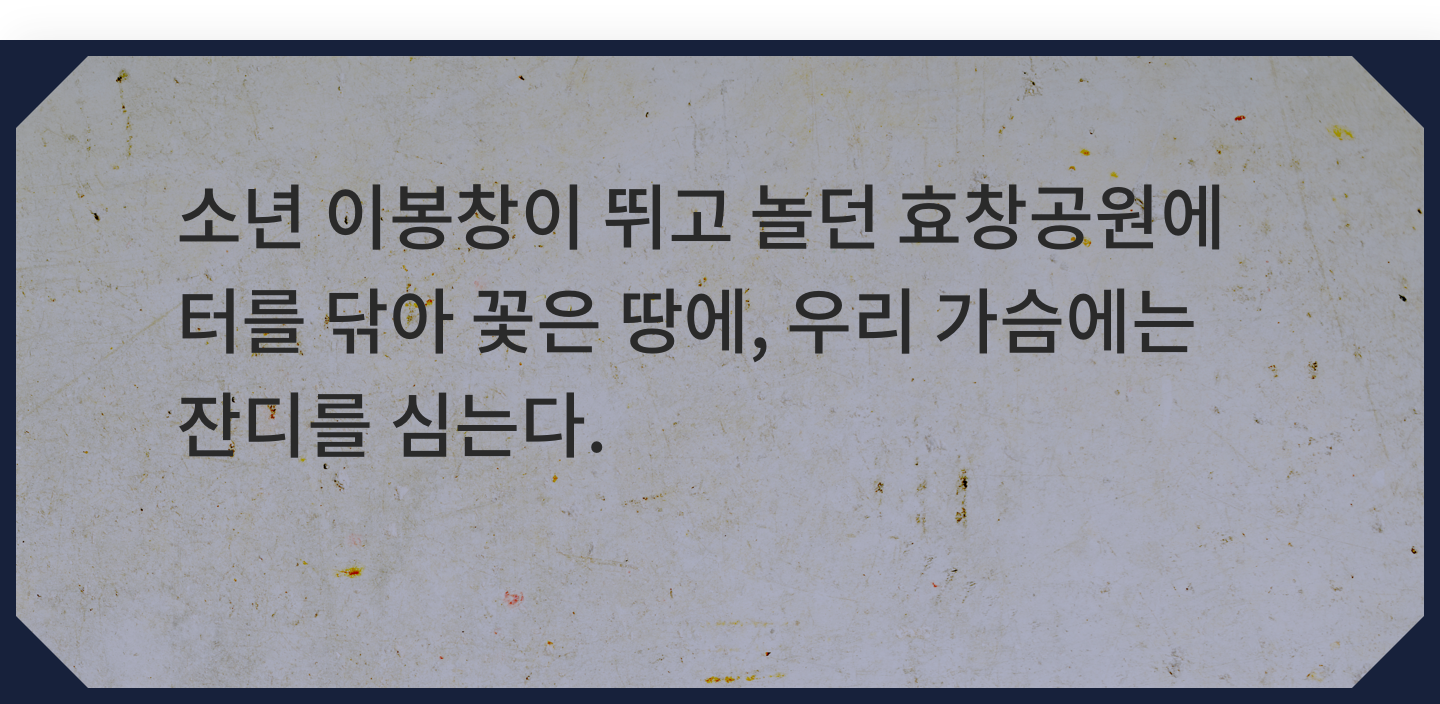 소년 이봉창이 뛰고 놀던 효창공원에
터를 닦아 꽃은 땅에, 우리 가슴에는
잔디를 심는다.